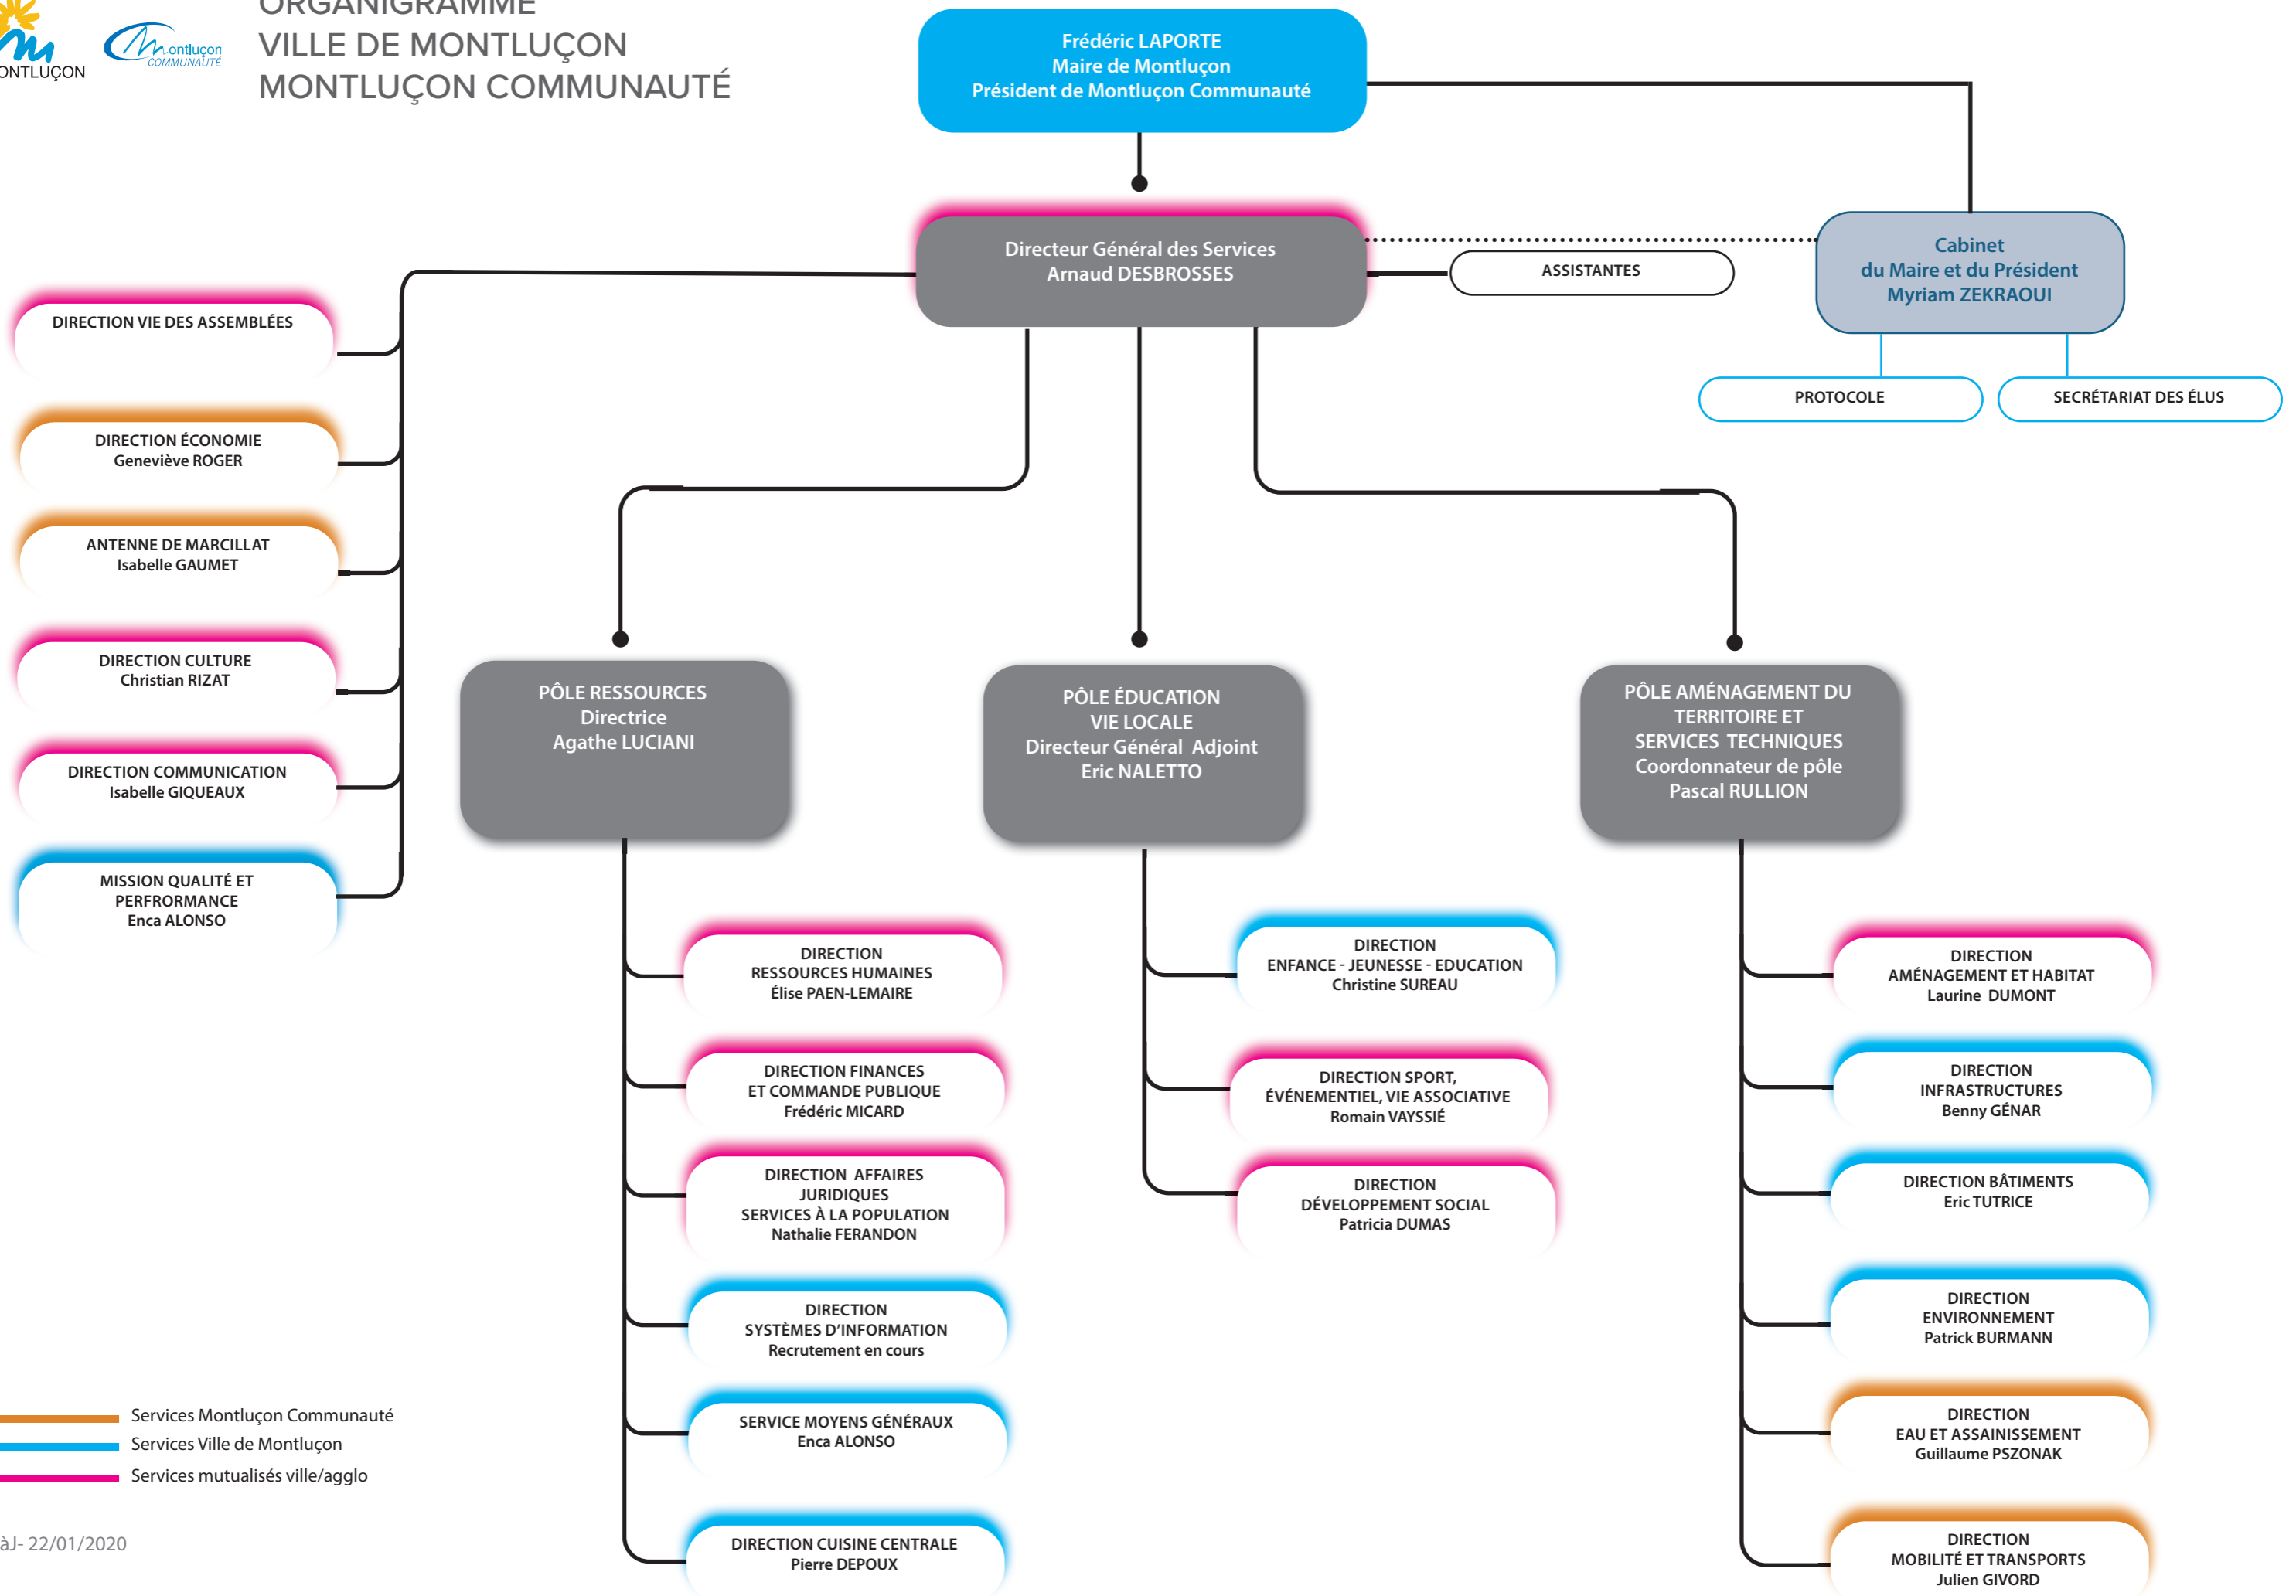 ORGANIGRAMME
VILLE DE MONTLUÇON
MONTLUÇON COMMUNAUTÉ
ontluçon
COMMUNAUTÉ
Frédéric LAPORTE
Maire de Montluçon
Président de Montluçon Communauté
Directeur Général des Services
Arnaud DESBROSSES
ASSISTANTES
Cabinet
du Maire et du Président
Myriam ZEKRAOUI
PROTOCOLE
SECRÉTARIAT DES ÉLUS
DIRECTION VIE DES ASSEMBLÉES
DIRECTION ÉCONOMIE
Geneviève ROGER
ANTENNE DE MARCILLAT
Isabelle GAUMET
DIRECTION CULTURE
Christian RIZAT
DIRECTION COMMUNICATION
Isabelle GIQUEAUX
MISSION QUALITÉ ET
PERFRORMANCE
Enca ALONSO
PÔLE RESSOURCES
Directrice
Agathe LUCIANI
DIRECTION
RESSOURCES HUMAINES
Élise PAEN-LEMAIRE
DIRECTION FINANCES
ET COMMANDE PUBLIQUE
Frédéric MICARD
DIRECTION AFFAIRES
JURIDIQUES
SERVICES À LA POPULATION
Nathalie FERANDON
DIRECTION
SYSTÈMES D’INFORMATION
Recrutement en cours
SERVICE MOYENS GÉNÉRAUX
Enca ALONSO
DIRECTION CUISINE CENTRALE
Pierre DEPOUX
PÔLE ÉDUCATION
VIE LOCALE
Directeur Général Adjoint
Eric NALETTO
DIRECTION
ENFANCE - JEUNESSE - EDUCATION
Christine SUREAU
DIRECTION SPORT,
ÉVÉNEMENTIEL, VIE ASSOCIATIVE
Romain VAYSSIÉ
DIRECTION
DÉVELOPPEMENT SOCIAL
Patricia DUMAS
PÔLE AMÉNAGEMENT DU
TERRITOIRE ET
SERVICES TECHNIQUES
Coordonnateur de pôle
Pascal RULLION
DIRECTION
AMÉNAGEMENT ET HABITAT
Laurine DUMONT
DIRECTION
INFRASTRUCTURES
Benny GÉNAR
DIRECTION BÂTIMENTS
Eric TUTRICE
DIRECTION
ENVIRONNEMENT
Patrick BURMANN
DIRECTION
EAU ET ASSAINISSEMENT
Guillaume PSZONAK
DIRECTION
MOBILITÉ ET TRANSPORTS
Julien GIVORD
Services Montluçon Communauté
Services Ville de Montluçon
Services mutualisés ville/agglo
àJ- 22/01/2020